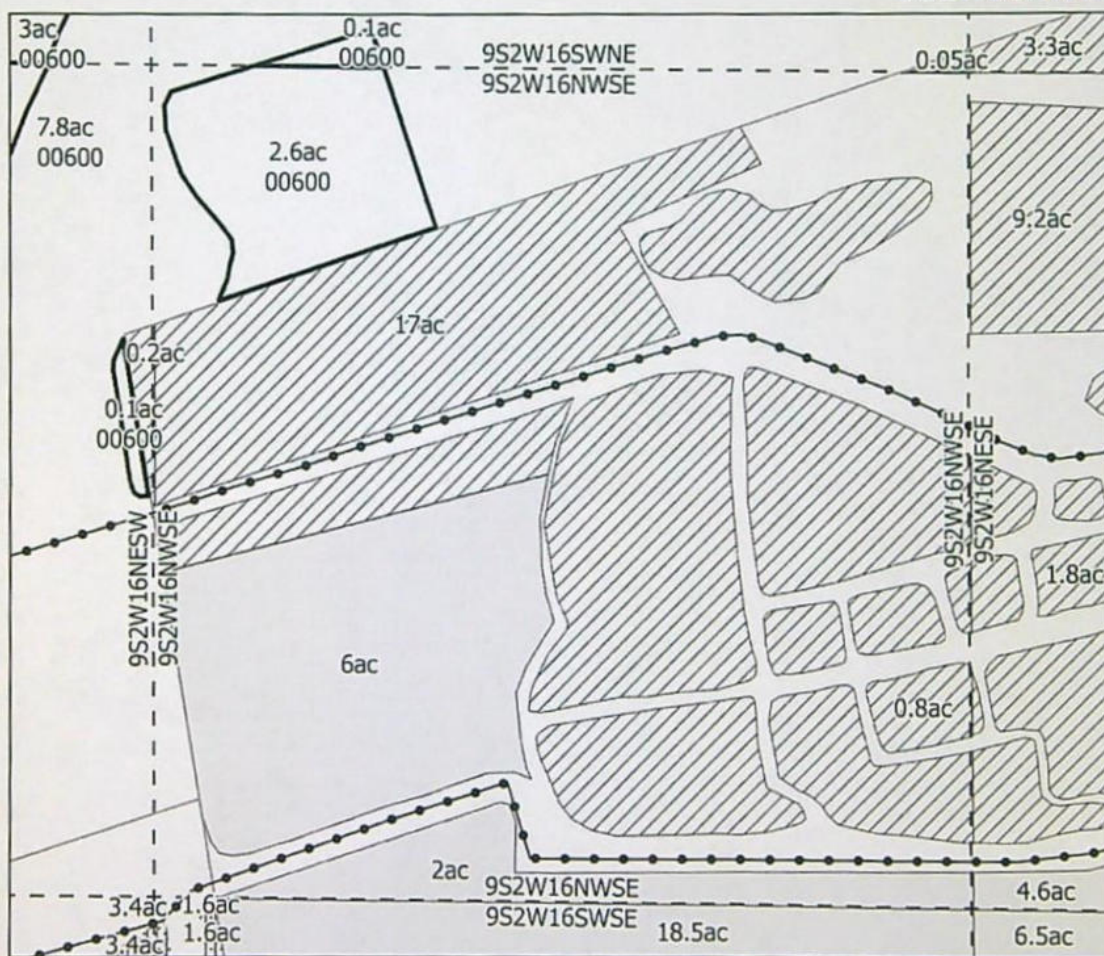 3ac
00600
0.1ac
00600
9S2W16SWNE
9S2W16NWSE
0.05ac
3.3ac
7.8ac
00600
2.6ac
00600
9.2ac
17ac
0.2ac
0.1ac
00600
9S2W16NESW
9S2W16NWSE
9S2W16NWSE
9S2W16NESE
1.8ac
6ac
0.8ac
2ac
9S2W16NWSE
9S2W16SWSE
4.6ac
3.4ac
1.6ac
3.4ac
1.6ac
18.5ac
6.5ac